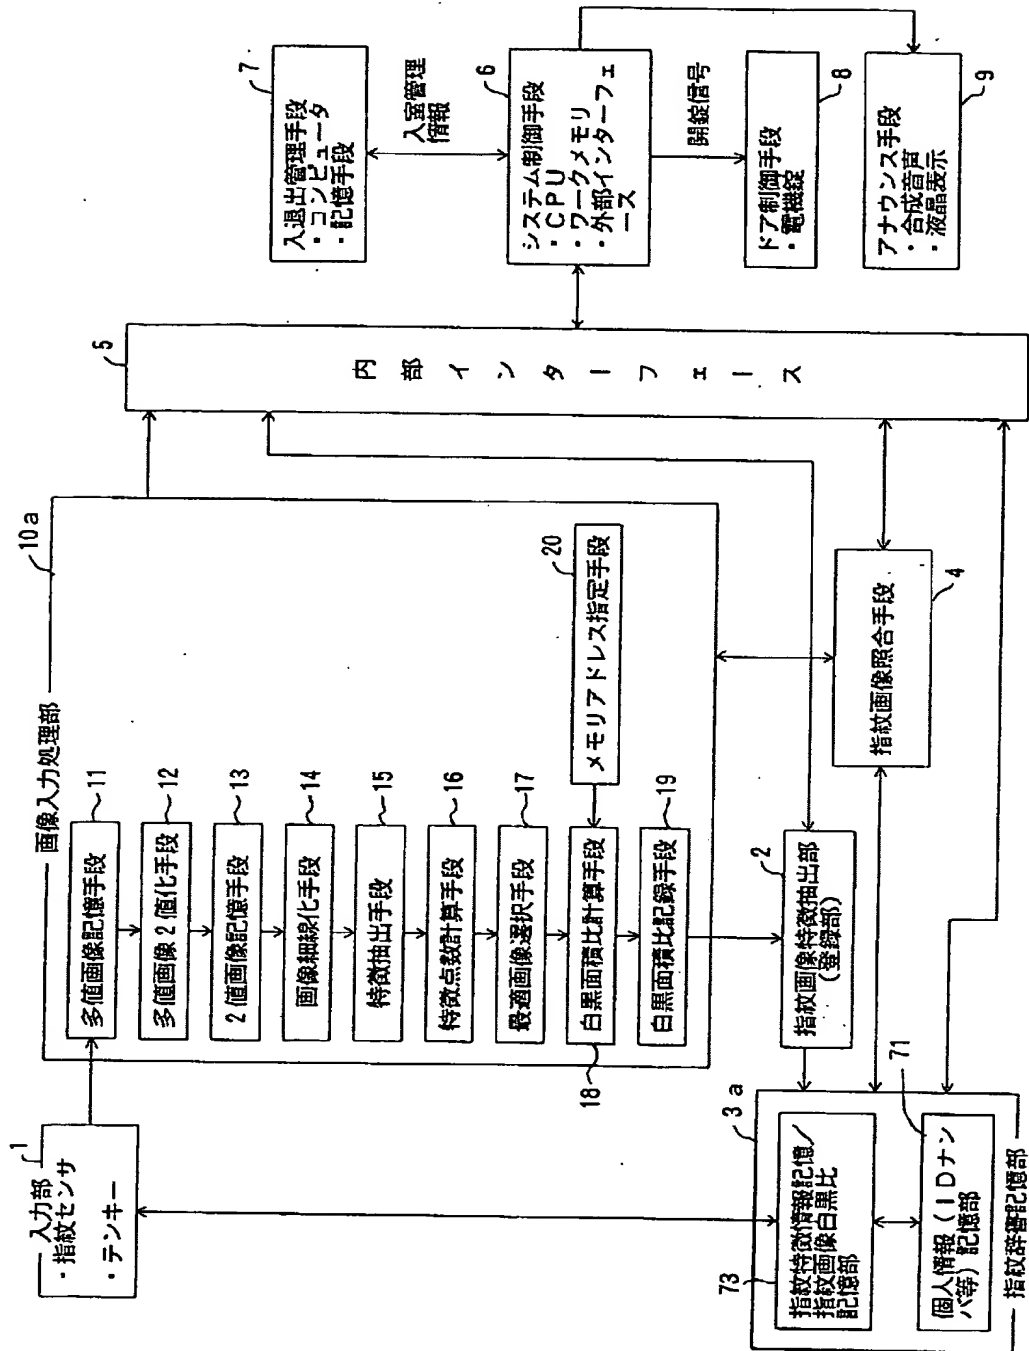 1
入力部
・指紋センサ
・テンキー
画像入力処理部
10a
多値画像記憶手段
11
多値画像2値化手段
12
2値画像記憶手段
13
画像細線化手段
14
特徴抽出手段
15
特徴点数計算手段
16
最適画像選択手段
17
白黒面積比計算手段
18
白黒面積比記録手段
19
メモリアドレス指定手段
20
指紋画像特徴抽出部
(登録部)
2
3a
指紋特徴情報記憶/
指紋画像白黒比
記憶部
73
個人情報(IDナン
バ等)記憶部
71
指紋辞書記憶部
指紋画像照合手段
4
5
内部インターフェース
入退出管理手段
・コンピュータ
・記憶手段
7
入室管理
情報
システム制御手段
・CPU
・ワークメモリ
・外部インターフェ
ース
6
開錠信号
ドア制御手段
・電機錠
8
アナウンス手段
・合成音声
・液晶表示
9